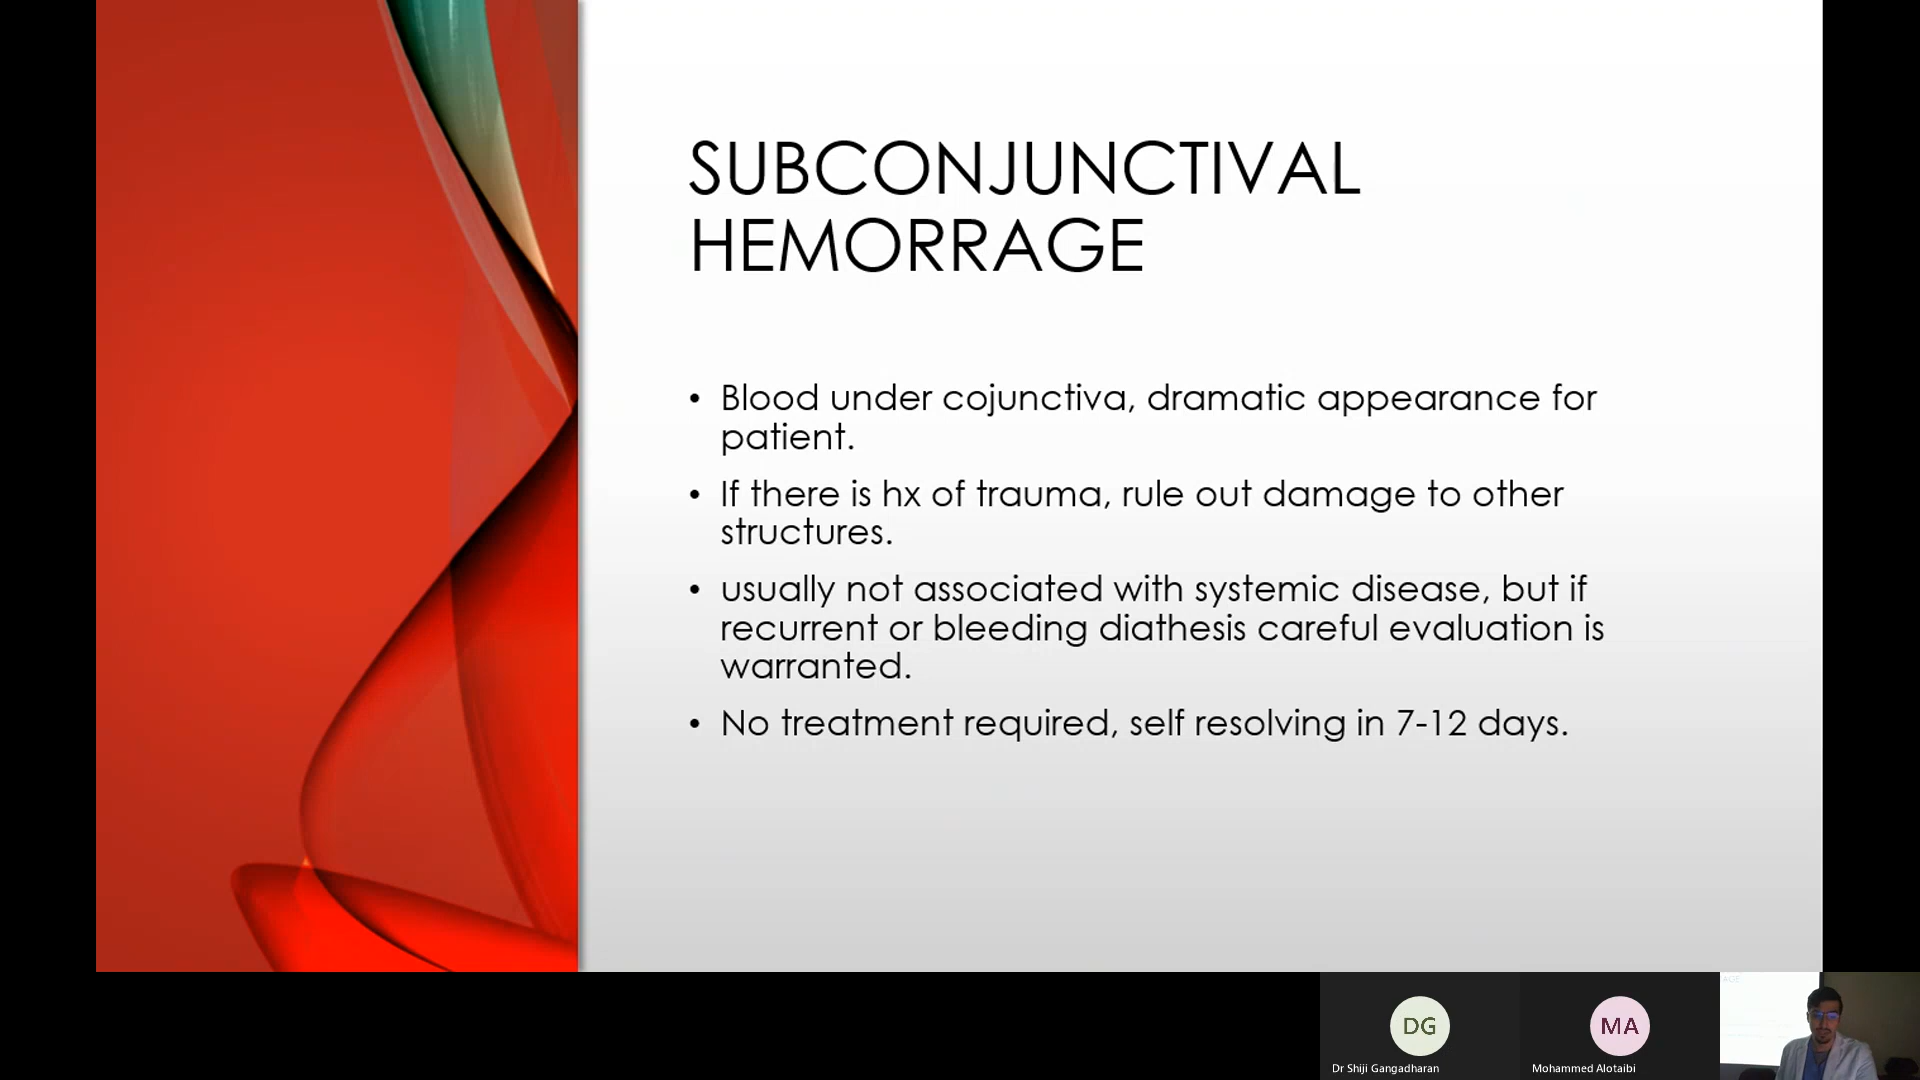 SUBCONJUNCTIVAL
HEMORRAGE
• Blood under cojunctiva, dramatic appearance for
patient.
• If there is hx of trauma, rule out damage to other
structures.
• usually not associated with systemic disease, but if
recurrent or bleeding diathesis careful evaluation is
warranted.
• No treatment required, self resolving in 7-12 days.
DG
Dr Shiji Gangadharan
MA
Mohammed Alotaibi
AGE